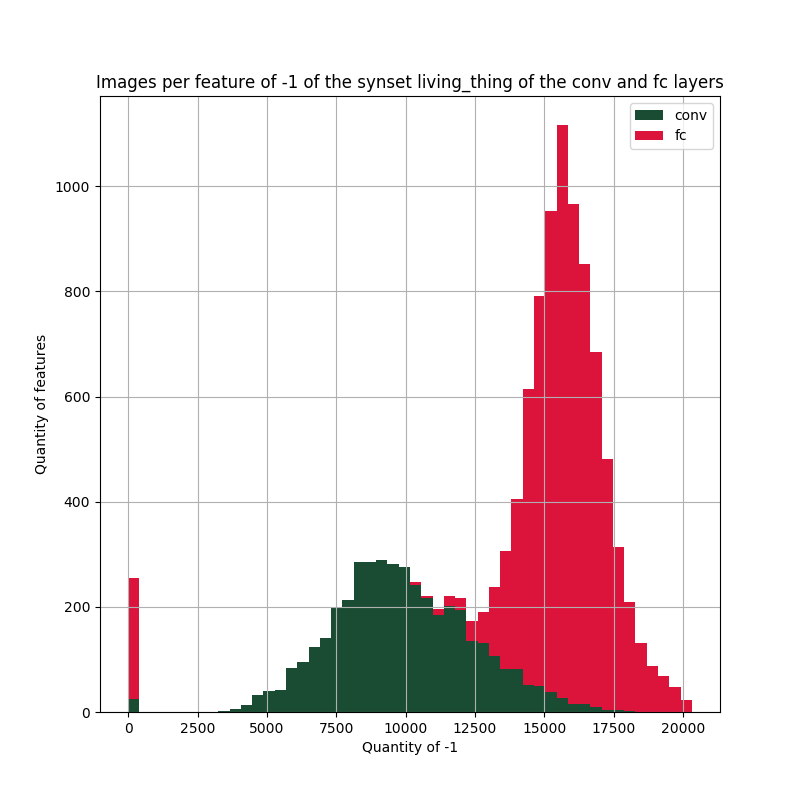 Images per feature of -1 of the synset living_thing of the conv and fc layers
conv
fc
1000
800
600
400
200
0
Quantity of features
0 2500 5000 7500 10000 12500 15000 17500 20000
Quantity of -1